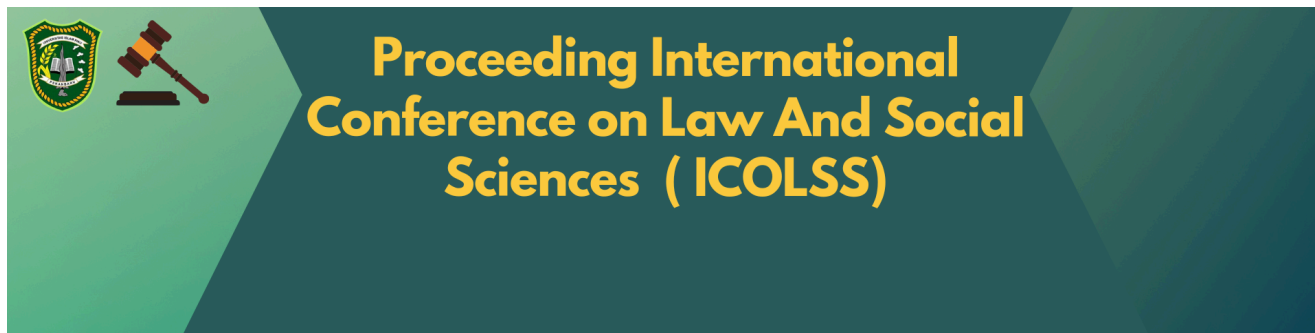 Proceeding International
Conference on Law And Social
Sciences ( ICOLSS)